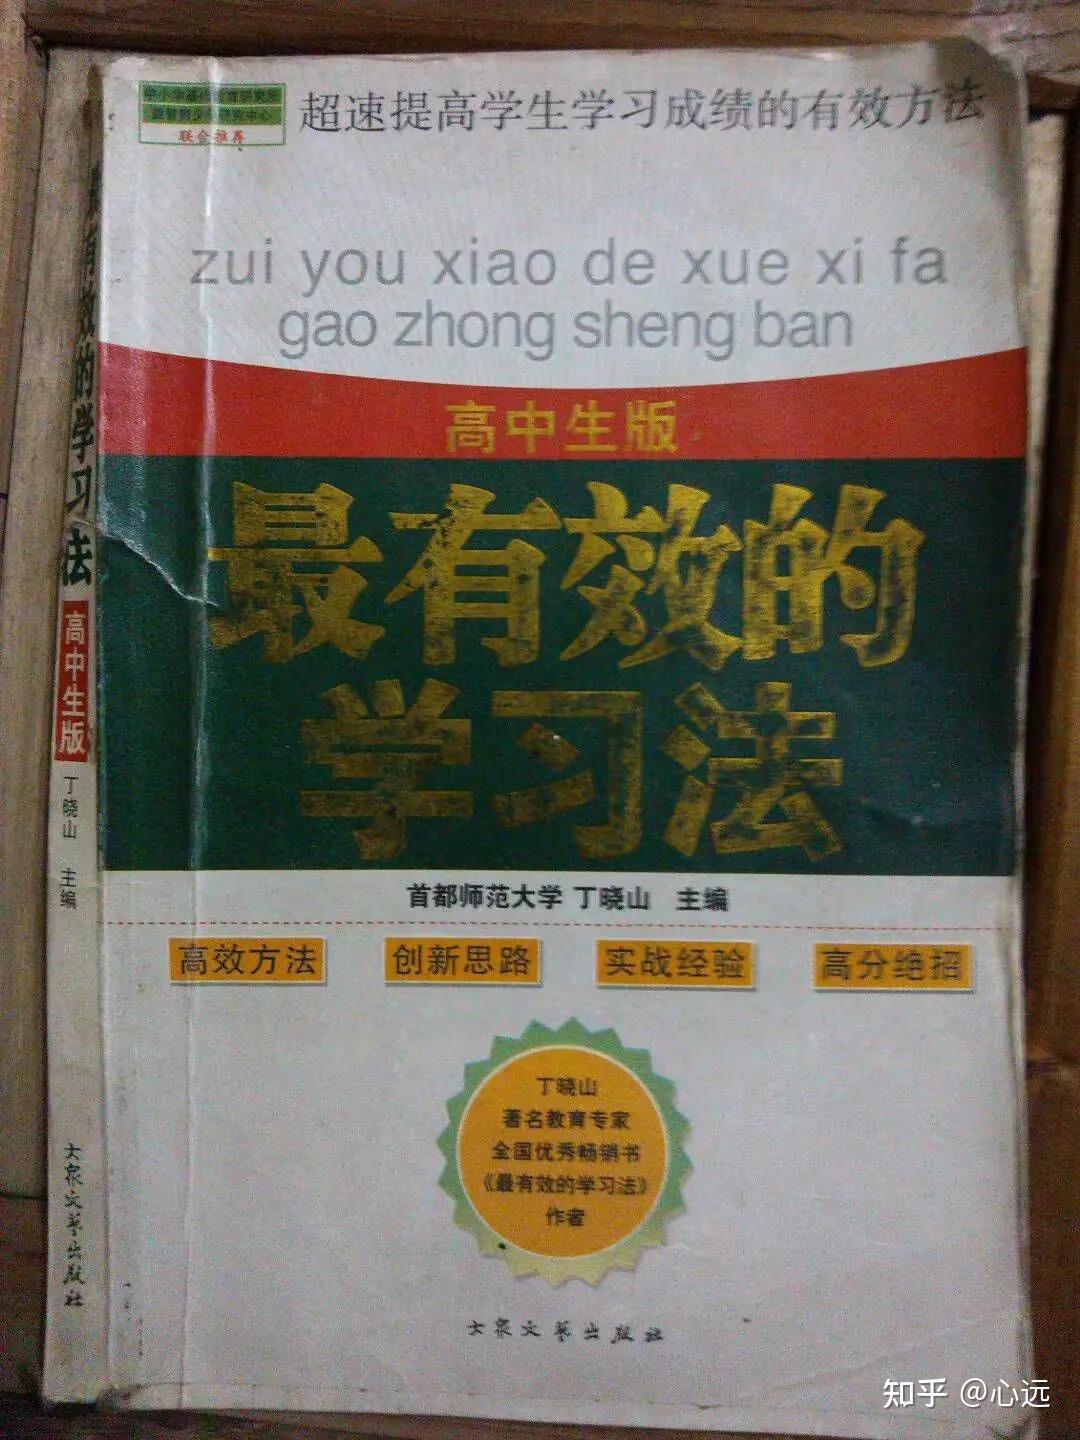 联合推荐
超速提高学生学习成绩的有效方法
zui you xiao de xue xi fa
gao zhong sheng ban
高中生版
最有效的
学习法
首都师范大学 丁晓山 主编
高效方法 创新思路 实战经验 高分绝招
丁晓山
著名教育专家
全国优秀畅销书
《最有效的学习法》
作者
大众文艺出版社
最有效的学习法
高中生版
丁晓山 主编
大众文艺出版社
知乎 @心远